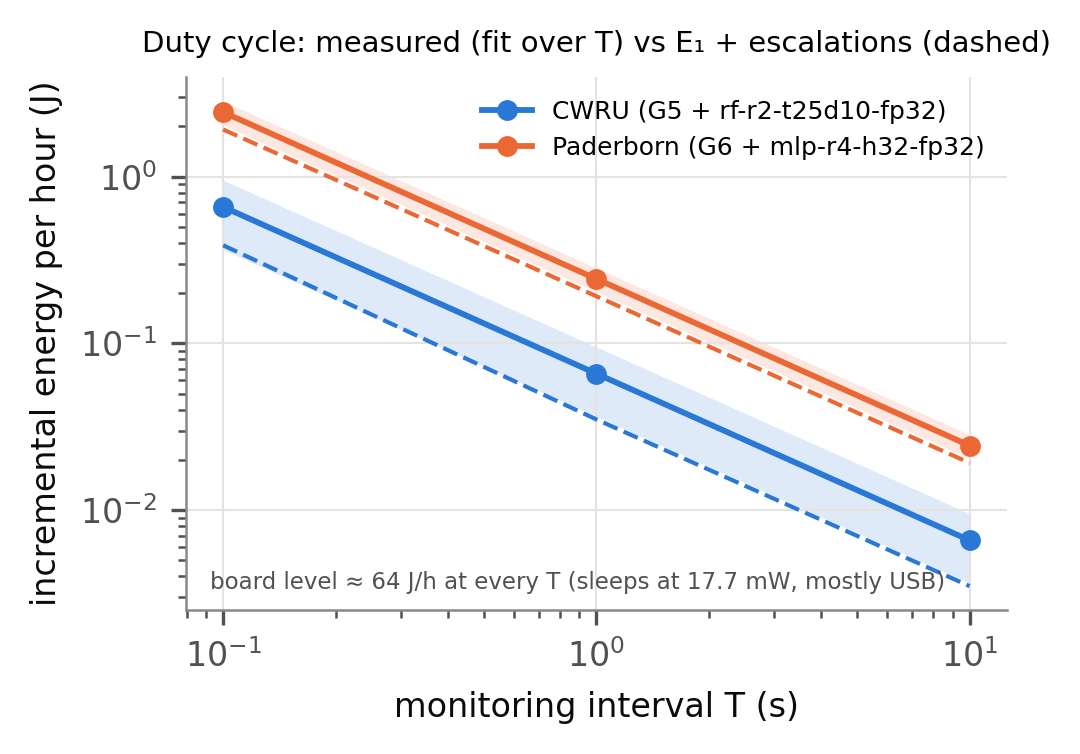 Duty cycle: measured (fit over T) vs E₁ + escalations (dashed)
CWRU (G5 + rf-r2-t25d10-fp32)
Paderborn (G6 + mlp-r4-h32-fp32)
incremental energy per hour (J)
10⁰
10⁻¹
10⁻²
board level ≈ 64 J/h at every T (sleeps at 17.7 mW, mostly USB)
10⁻¹ 10⁰ 10¹
monitoring interval T (s)